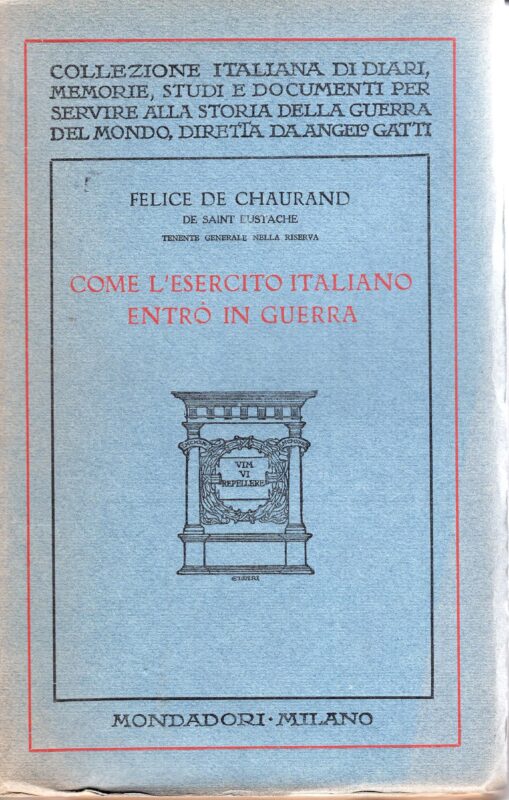 COLLEZIONE ITALIANA DI DIARI,
MEMORIE, STUDI E DOCUMENTI PER
SERVIRE ALLA STORIA DELLA GUERRA
DEL MONDO, DIRETTA DA ANGELO GATTI
FELICE DE CHAURAND
DE SAINT EUSTACHE
TENENTE GENERALE NELLA RISERVA
COME L'ESERCITO ITALIANO
ENTRÒ IN GUERRA
VIM
VI
REPELLERE
MONDADORI · MILANO